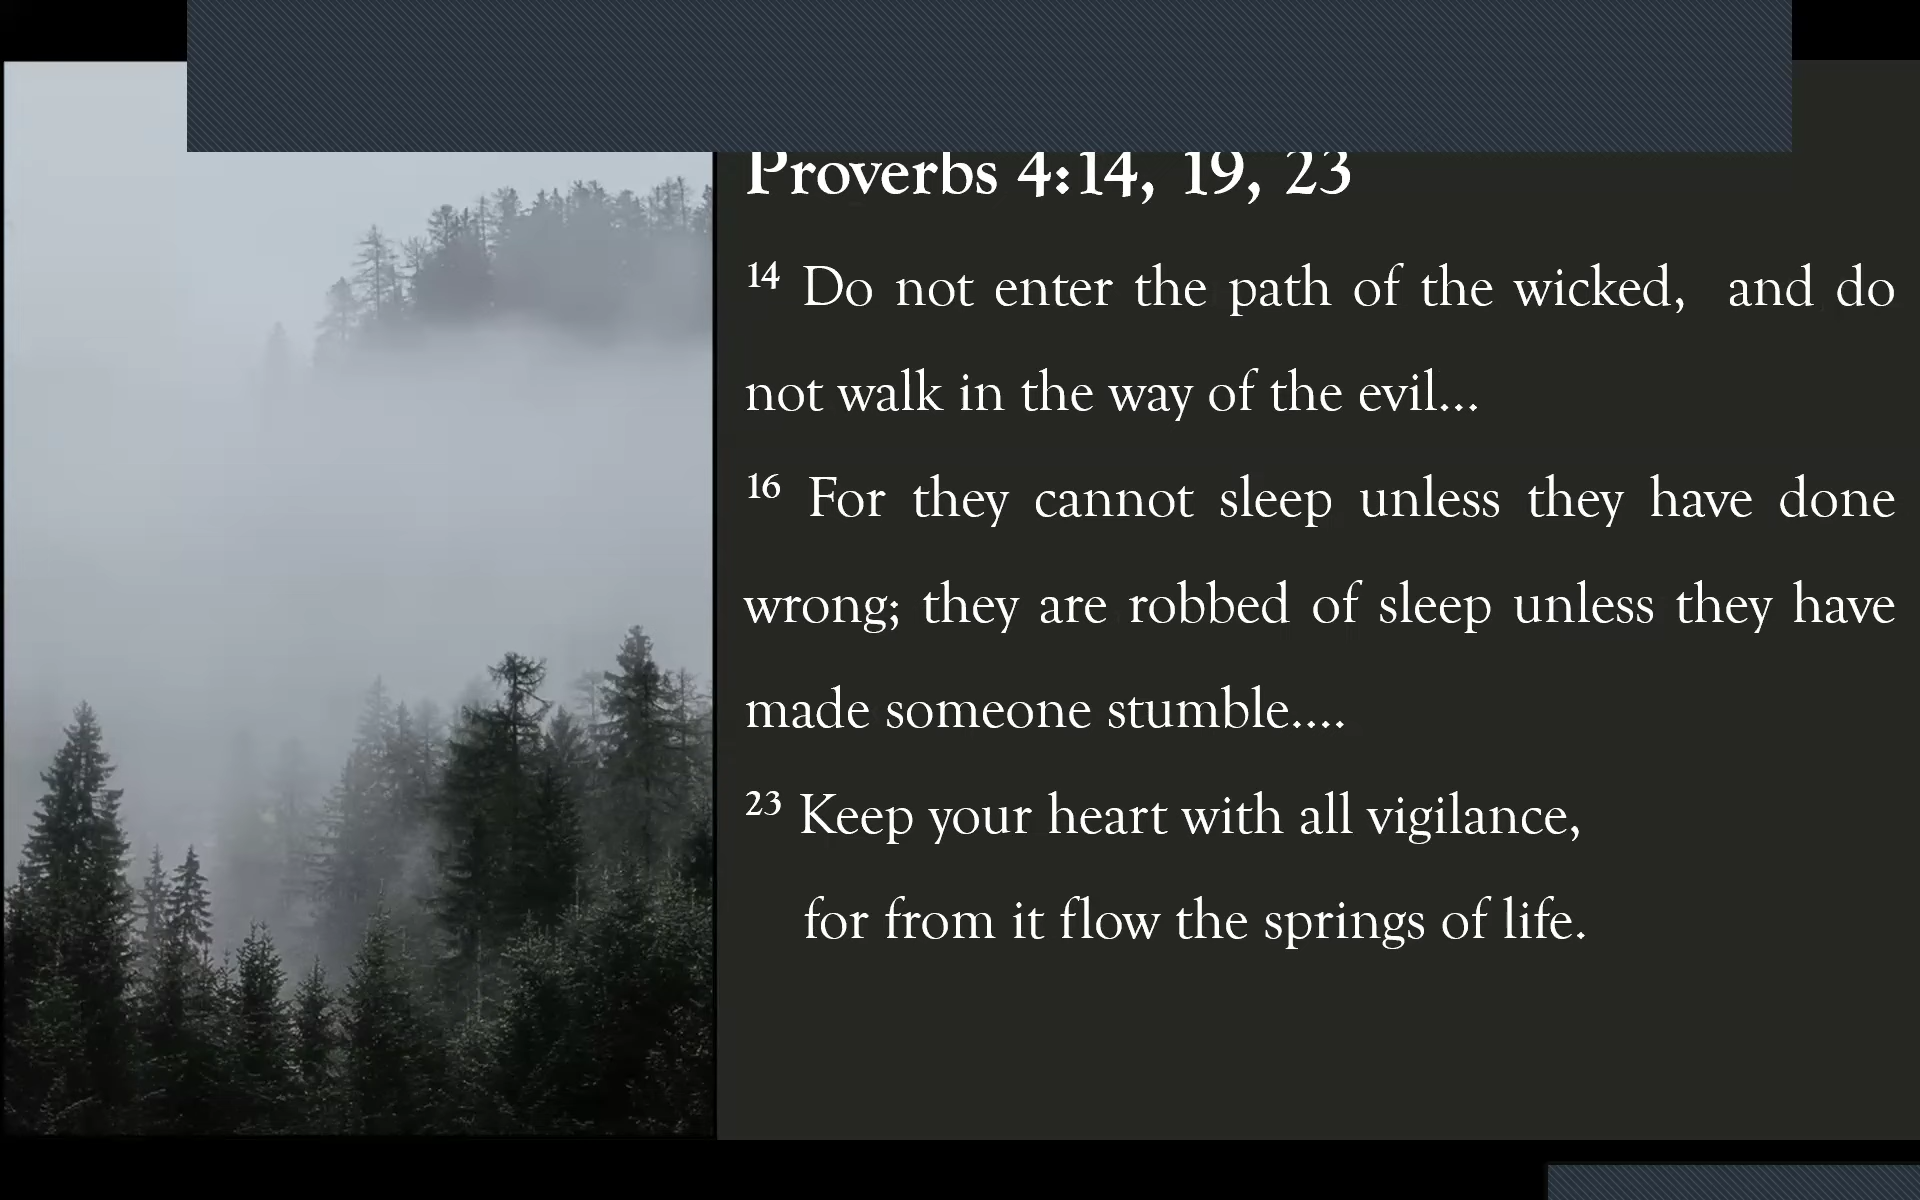 Proverbs 4:14, 19, 23
14 Do not enter the path of the wicked, and do
not walk in the way of the evil...
16 For they cannot sleep unless they have done
wrong; they are robbed of sleep unless they have
made someone stumble....
23 Keep your heart with all vigilance,
for from it flow the springs of life.